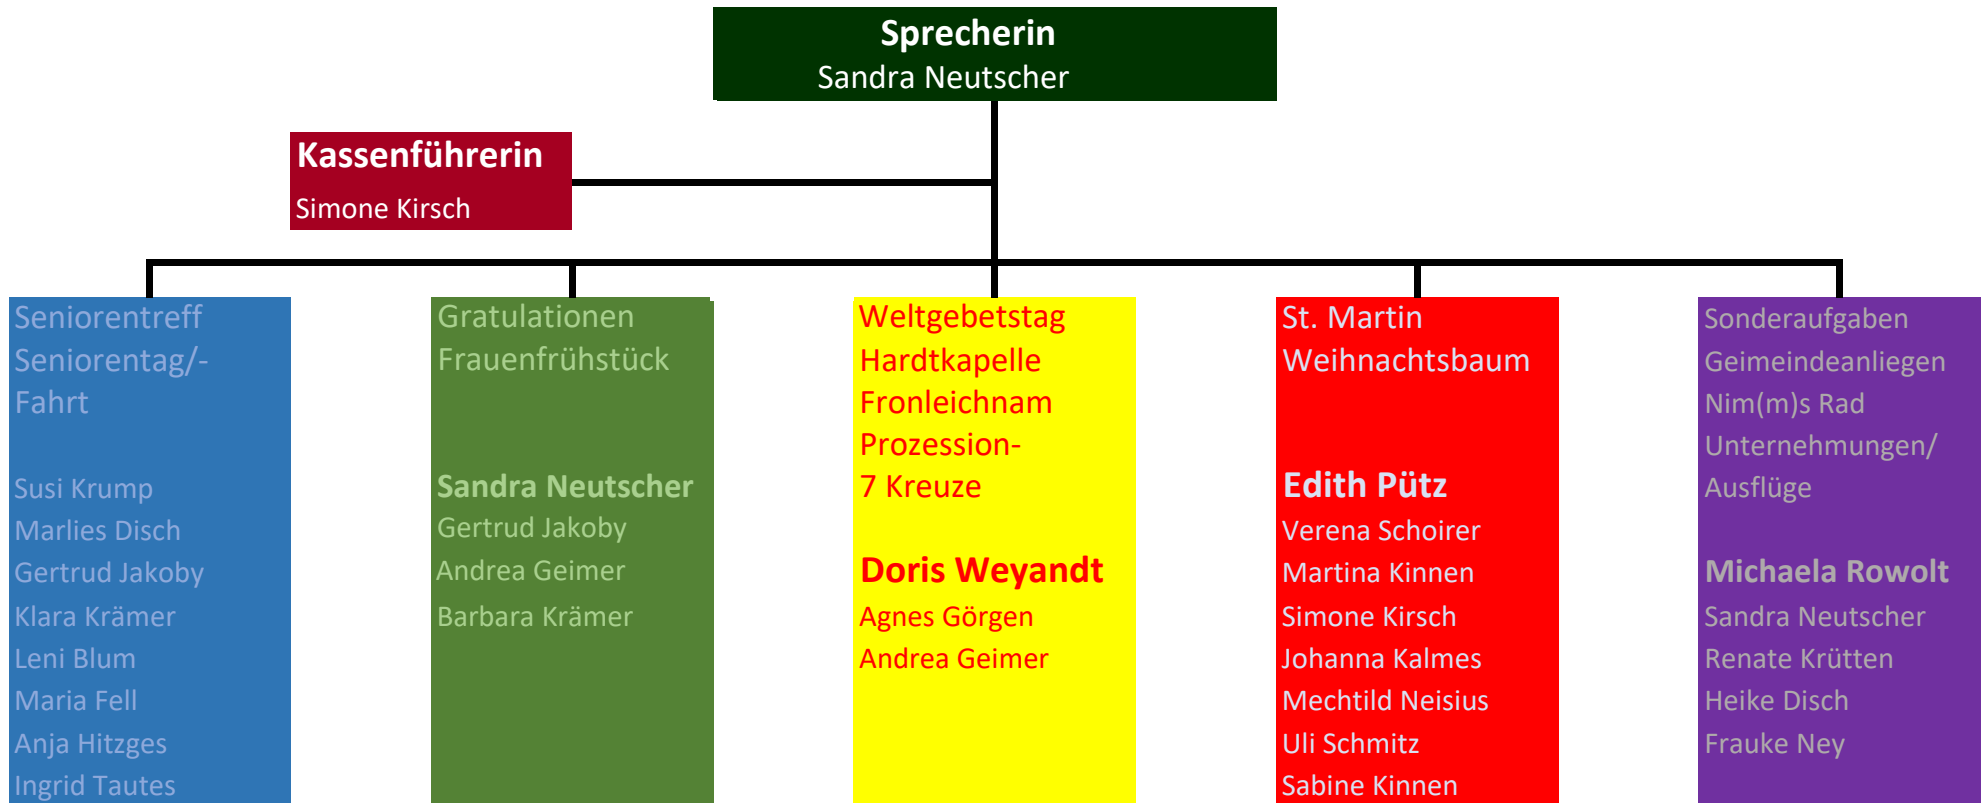 Sprecherin
Sandra Neutscher
Kassenführerin
Simone Kirsch
Seniorentreff
Seniorentag/-
Fahrt
Susi Krump
Marlies Disch
Gertrud Jakoby
Klara Krämer
Leni Blum
Maria Fell
Anja Hitzges
Ingrid Tautes
Gratulationen
Frauenfrühstück
Sandra Neutscher
Gertrud Jakoby
Andrea Geimer
Barbara Krämer
Weltgebetstag
Hardtkapelle
Fronleichnam
Prozession-
7 Kreuze
Doris Weyandt
Agnes Görgen
Andrea Geimer
St. Martin
Weihnachtsbaum
Edith Pütz
Verena Schoirer
Martina Kinnen
Simone Kirsch
Johanna Kalmes
Mechtild Neisius
Uli Schmitz
Sabine Kinnen
Sonderaufgaben
Geimeindeanliegen
Nim(m)s Rad
Unternehmungen/
Ausflüge
Michaela Rowolt
Sandra Neutscher
Renate Krütten
Heike Disch
Frauke Ney